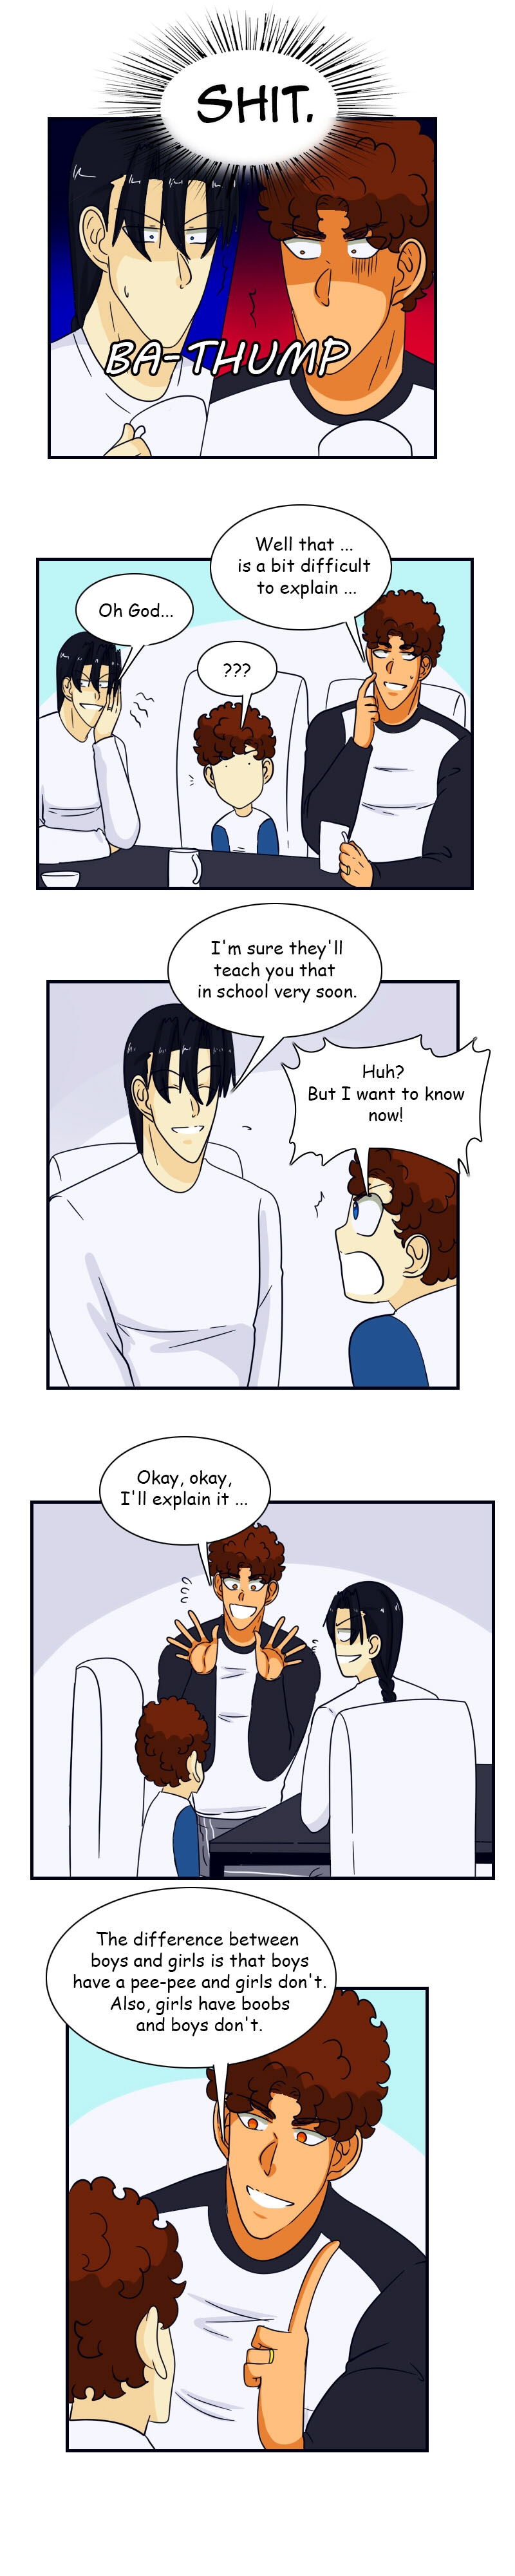 SHIT.
BA-THUMP
Well that ...
is a bit difficult
to explain ...
Oh God...
???
I'm sure they'll
teach you that
in school very soon.
Huh?
But I want to know
now!
Okay, okay,
I'll explain it ...
The difference between
boys and girls is that boys
have a pee-pee and girls don't.
Also, girls have boobs
and boys don't.